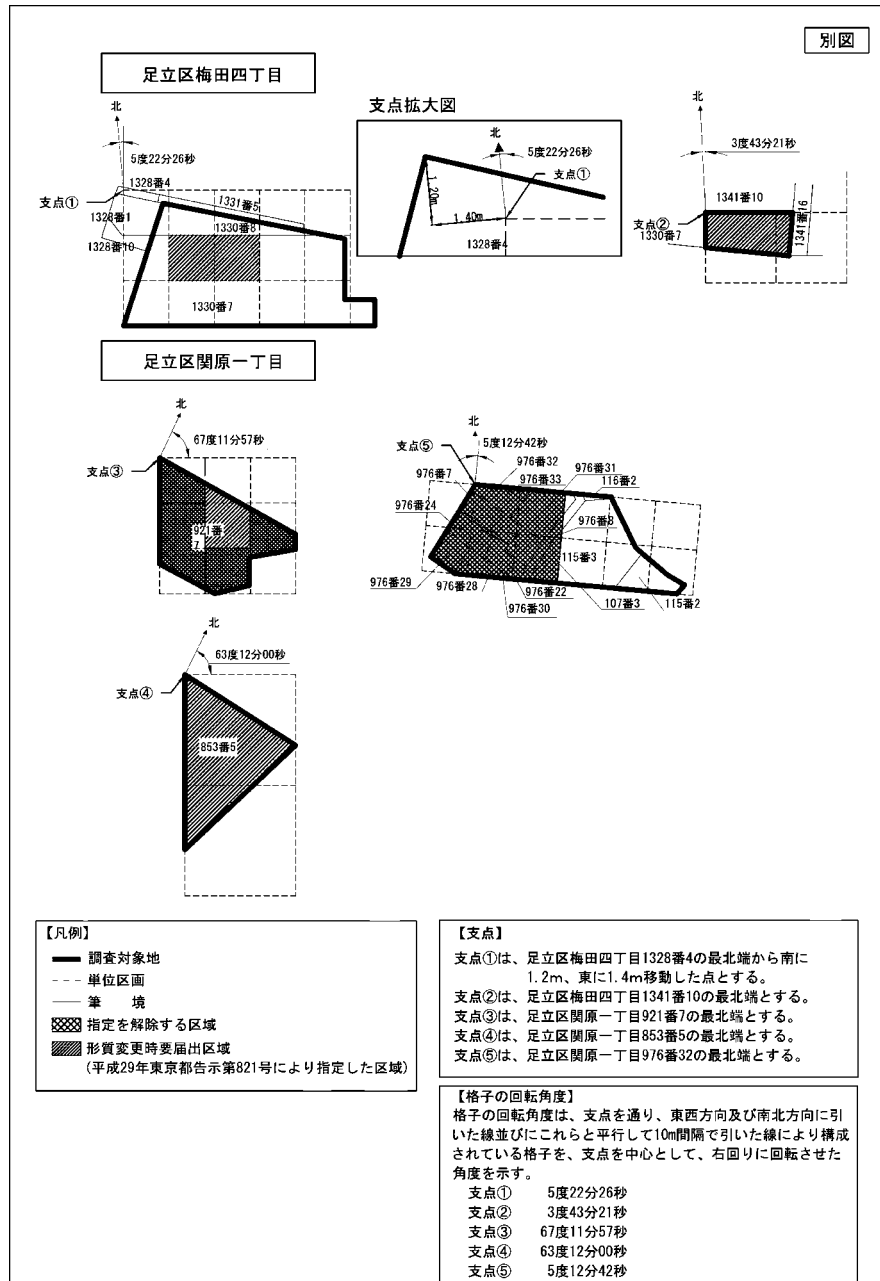 別図
足立区梅田四丁目
北
5度22分26秒
1328番4
支点①
1331番5
1328番1
1330番8
1328番10
1330番7
支点拡大図
北
5度22分26秒
支点①
1.20m
1.40m
1328番4
3度43分21秒
1341番10
支点②
1341番16
1330番7
足立区関原一丁目
北
67度11分57秒
支点③
921番
7
北
5度12分42秒
支点⑤
976番32
976番7
976番33
976番31
116番2
976番24
976番8
115番3
976番29
976番28
976番22
976番30
107番3
115番2
北
63度12分00秒
支点④
853番5
【凡例】
調査対象地
単位区画
筆 境
指定を解除する区域
形質変更時要届出区域
(平成29年東京都告示第821号により指定した区域)
【支点】
支点①は、足立区梅田四丁目1328番4の最北端から南に
1.2m、東に1.4m移動した点とする。
支点②は、足立区梅田四丁目1341番10の最北端とする。
支点③は、足立区関原一丁目921番7の最北端とする。
支点④は、足立区関原一丁目853番5の最北端とする。
支点⑤は、足立区関原一丁目976番32の最北端とする。
【格子の回転角度】
格子の回転角度は、支点を通り、東西方向及び南北方向に引
いた線並びにこれらと平行して10m間隔で引いた線により構成
されている格子を、支点を中心として、右回りに回転させた
角度を示す。
支点① 5度22分26秒
支点② 3度43分21秒
支点③ 67度11分57秒
支点④ 63度12分00秒
支点⑤ 5度12分42秒